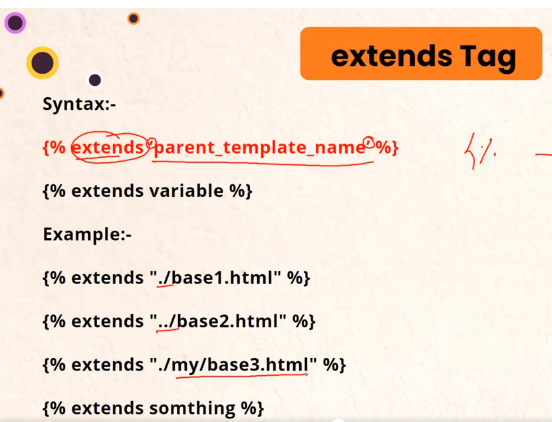 extends Tag
Syntax:-
{% extends 'parent_template_name' %}
{% extends variable %}
Example:-
{% extends "./base1.html" %}
{% extends "../base2.html" %}
{% extends "./my/base3.html" %}
{% extends somthing %}
{%